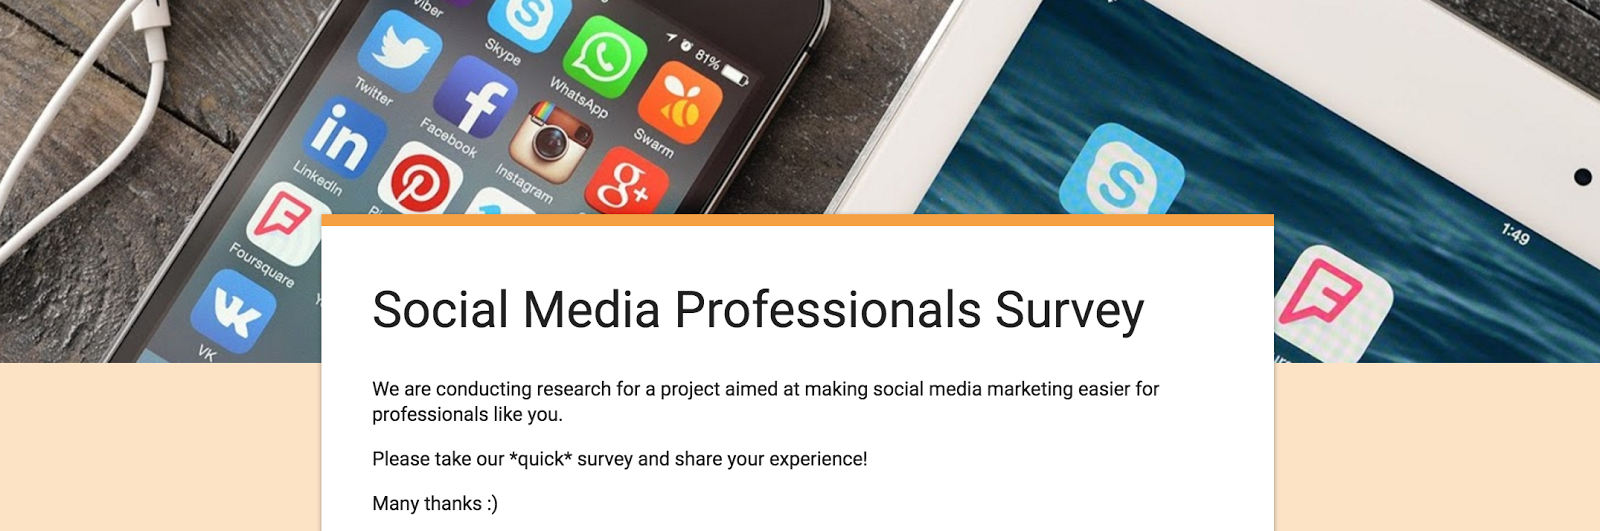 Viber
Skype
WhatsApp
81%
Twitter
Facebook
Instagram
Swarm
in
LinkedIn
g+
Foursquare
VK
1:49
Social Media Professionals Survey
We are conducting research for a project aimed at making social media marketing easier for
professionals like you.
Please take our *quick* survey and share your experience!
Many thanks :)